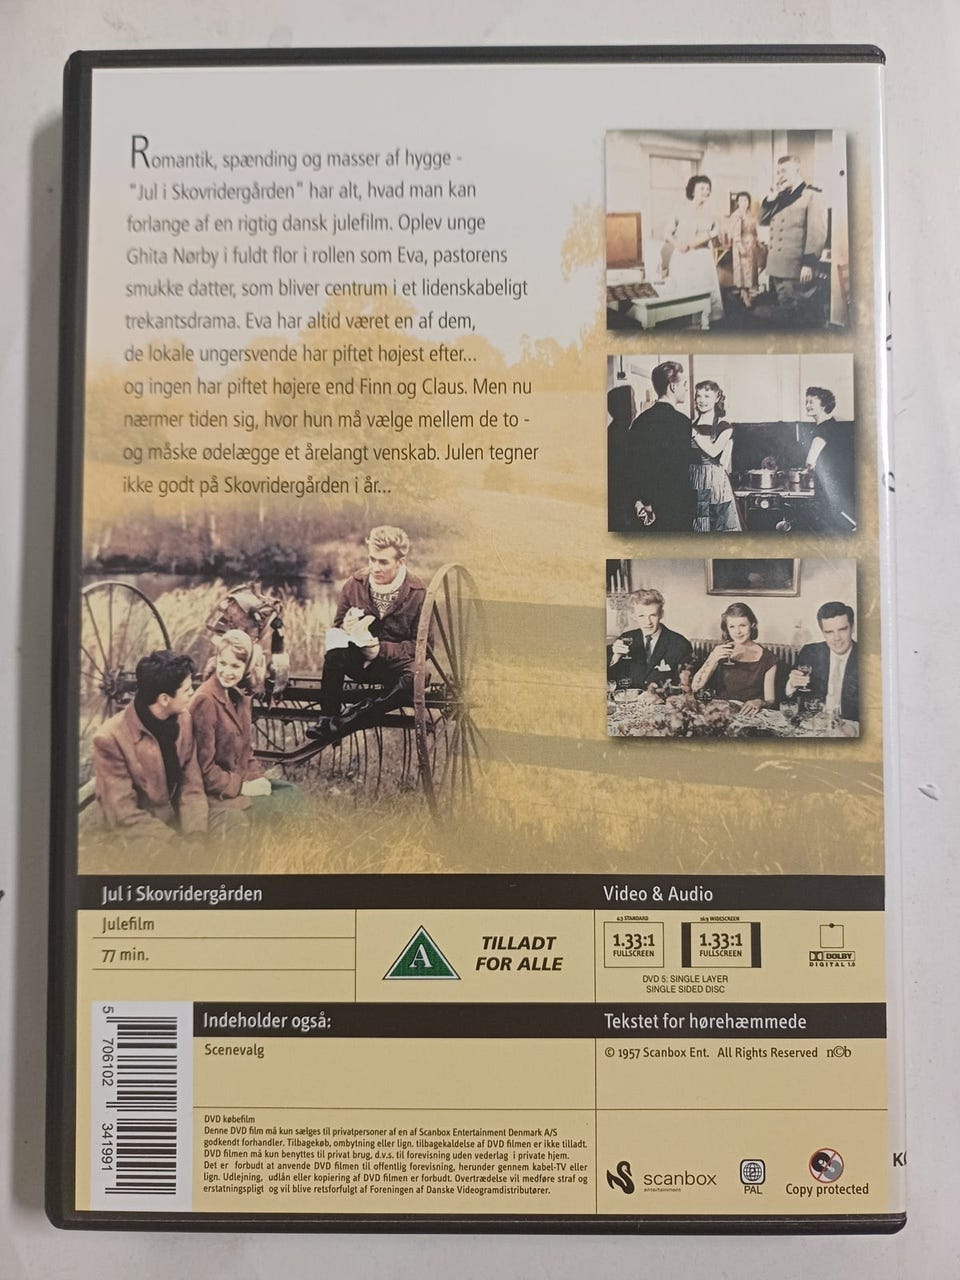 Romantik, spænding og masser af hygge -
"Jul i Skovridergården" har alt, hvad man kan
forlange af en rigtig dansk julefilm. Oplev unge
Ghita Nørby i fuldt flor i rollen som Eva, pastorens
smukke datter, som bliver centrum i et lidenskabeligt
trekantsdrama. Eva har altid været en af dem,
de lokale ungersvende har piftet højest efter...
og ingen har piftet højere end Finn og Claus. Men nu
nærmer tiden sig, hvor hun må vælge mellem de to -
og måske ødelægge et årelangt venskab. Julen tegner
ikke godt på Skovridergården i år...
Jul i Skovridergården
Julefilm
77 min.
A
TILLADT
FOR ALLE
Video & Audio
4:3 STANDARD
1.33:1
FULLSCREEN
16:9 WIDESCREEN
1.33:1
FULLSCREEN
DVD 5: SINGLE LAYER
SINGLE SIDED DISC
DOLBY
DIGITAL 1.0
5 706102 341991
Indeholder også:
Scenevalg
Tekstet for hørehæmmede
© 1957 Scanbox Ent. All Rights Reserved n©b
DVD købefilm
Denne DVD film må kun sælges til privatpersoner af en af Scanbox Entertainment Denmark A/S
godkendt forhandler. Tilbagekøb, ombytning eller lign. tilbagekaldelse af DVD filmen er ikke tilladt.
DVD filmen må kun benyttes til privat brug, d.v.s. til forevisning uden vederlag i private hjem.
Det er forbudt at anvende DVD filmen til offentlig forevisning, herunder gennem kabel-TV eller
lign. Udlejning, udlån eller kopiering af DVD filmen er forbudt. Overtrædelse vil medføre straf og
erstatningspligt og vil blive retsforfulgt af Foreningen af Danske Videogramdistributører.
scanbox
entertainment
PAL
Copy protected